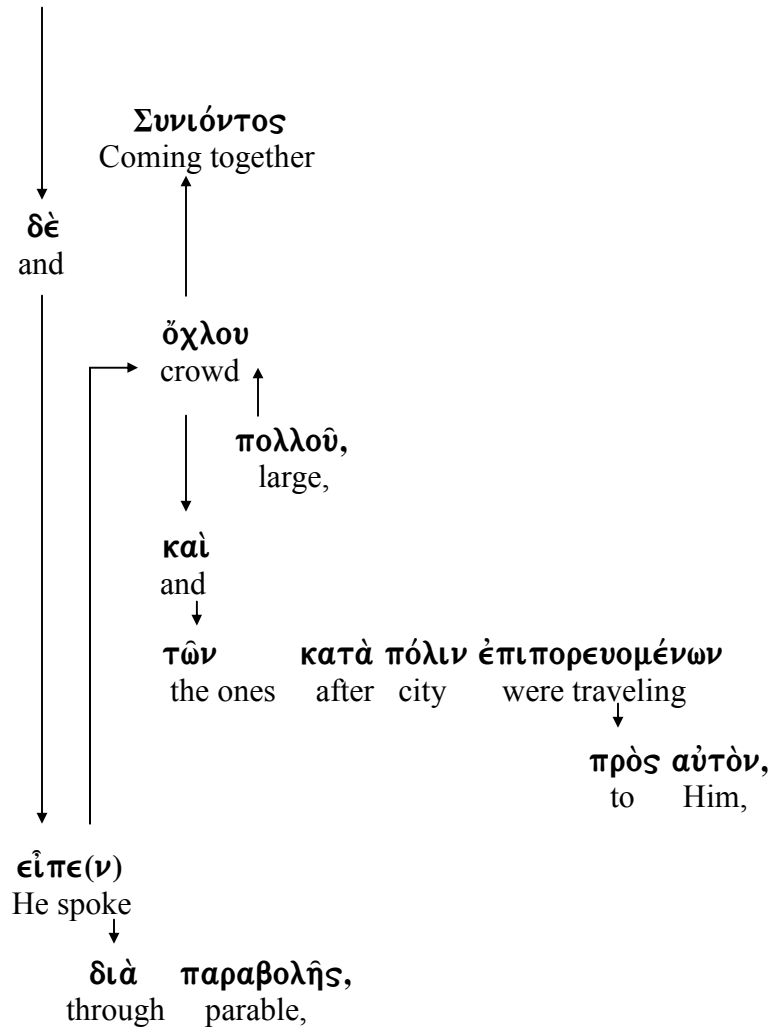 Συνιόντος
Coming together
δὲ
and
ὄχλου
crowd
πολλοῦ,
large,
καὶ
and
τῶν κατὰ πόλιν ἐπιπορευομένων
the ones after city were traveling
πρὸς αὐτὸν,
to Him,
εἶπε(ν)
He spoke
διὰ παραβολῆς,
through parable,